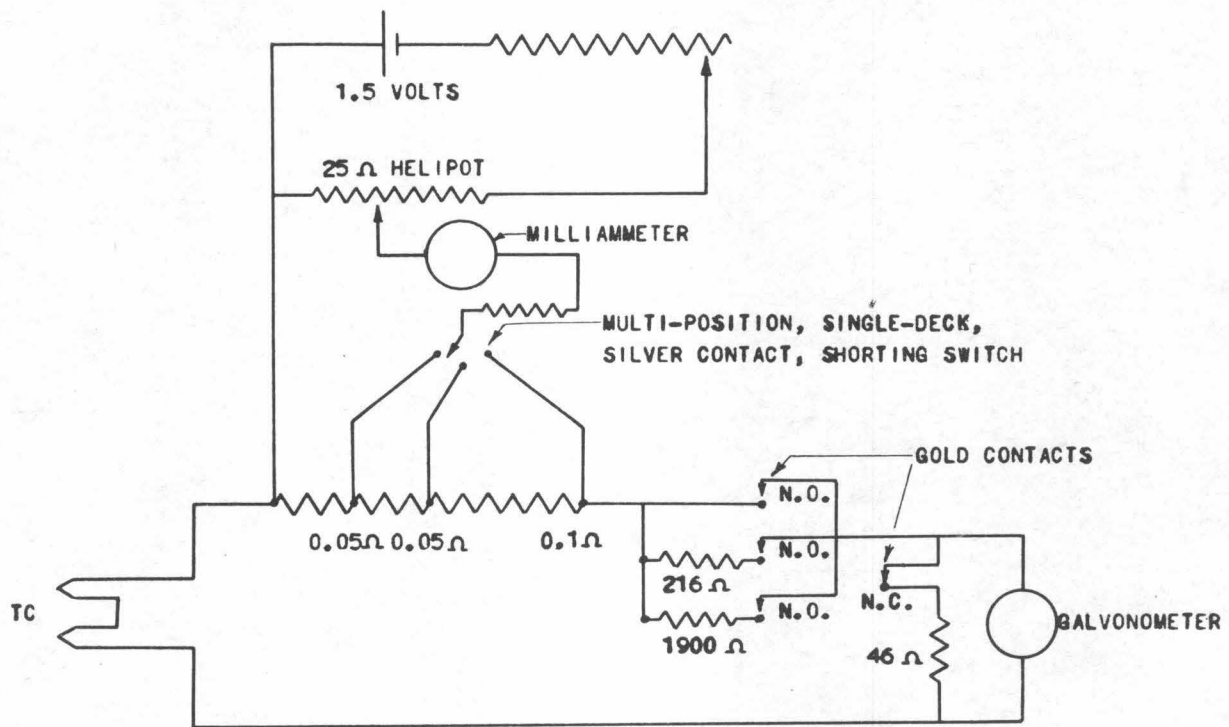 1.5 VOLTS
25 Ω HELIPOT
MILLIAMMETER
MULTI-POSITION, SINGLE-DECK,
SILVER CONTACT, SHORTING SWITCH
GOLD CONTACTS
N.O.
0.05Ω 0.05Ω 0.1Ω
N.O.
216 Ω
N.C.
TC
N.O.
GALVONOMETER
1900 Ω
46 Ω